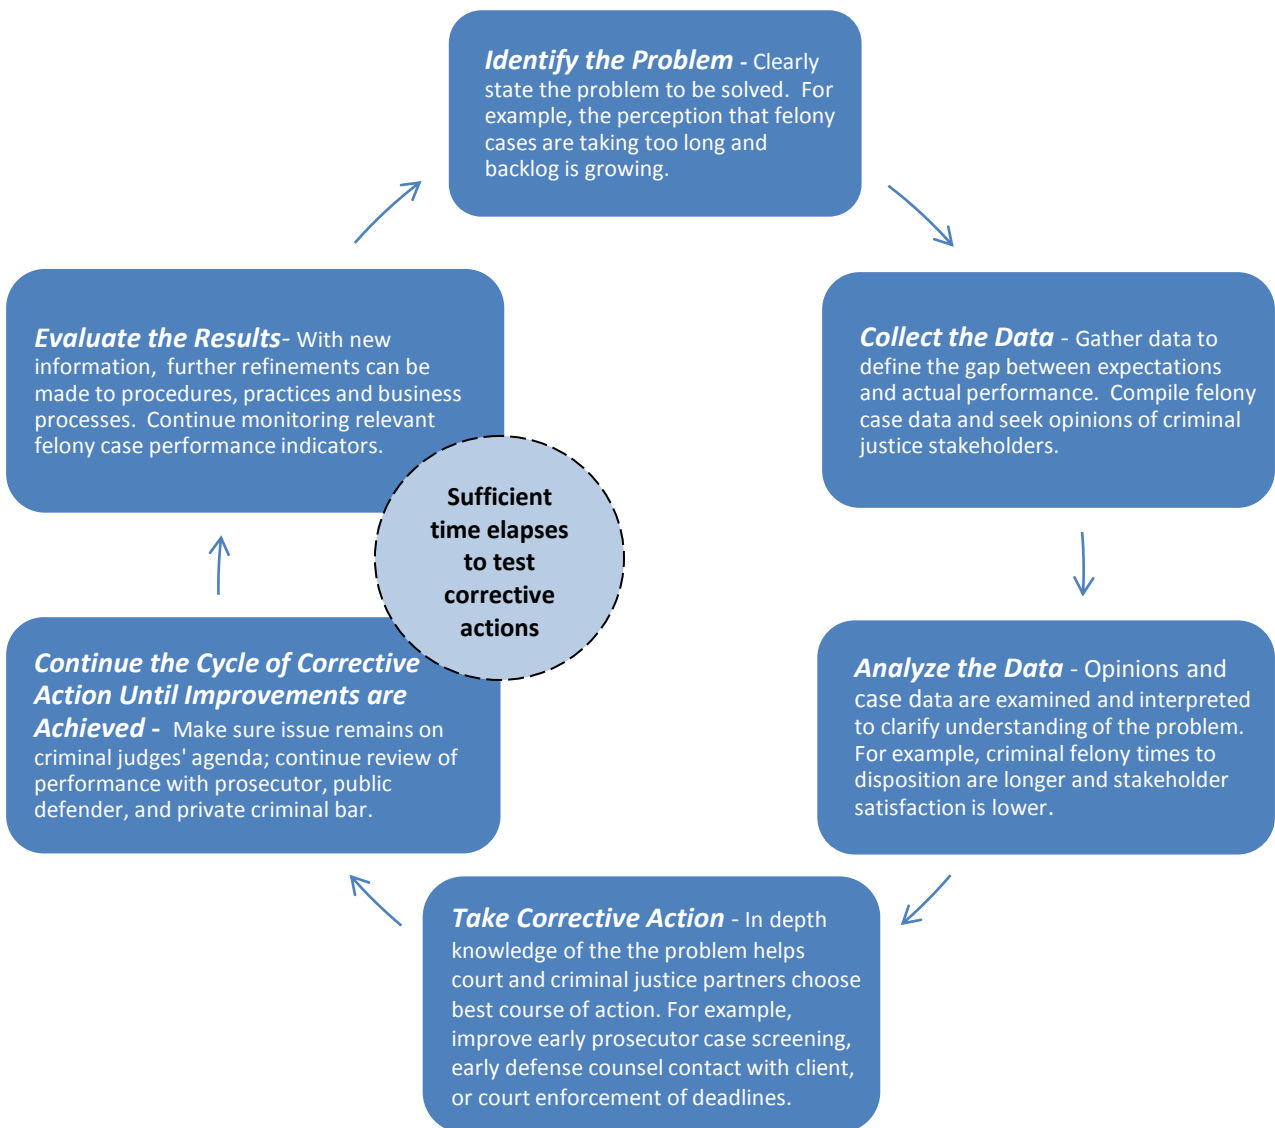 Identify the Problem - Clearly
state the problem to be solved.  For
example, the perception that felony
cases are taking too long and
backlog is growing.
Collect the Data - Gather data to
define the gap between expectations
and actual performance.  Compile felony
case data and seek opinions of criminal
justice stakeholders.
Analyze the Data - Opinions and
case data are examined and interpreted
to clarify understanding of the problem.
For example, criminal felony times to
disposition are longer and stakeholder
satisfaction is lower.
Take Corrective Action - In depth
knowledge of the the problem helps
court and criminal justice partners choose
best course of action. For example,
improve early prosecutor case screening,
early defense counsel contact with client,
or court enforcement of deadlines.
Continue the Cycle of Corrective
Action Until Improvements are
Achieved -  Make sure issue remains on
criminal judges' agenda; continue review of
performance with prosecutor, public
defender, and private criminal bar.
Sufficient
time elapses
to test
corrective
actions
Evaluate the Results- With new
information,  further refinements can be
made to procedures, practices and business
processes.  Continue monitoring relevant
felony case performance indicators.